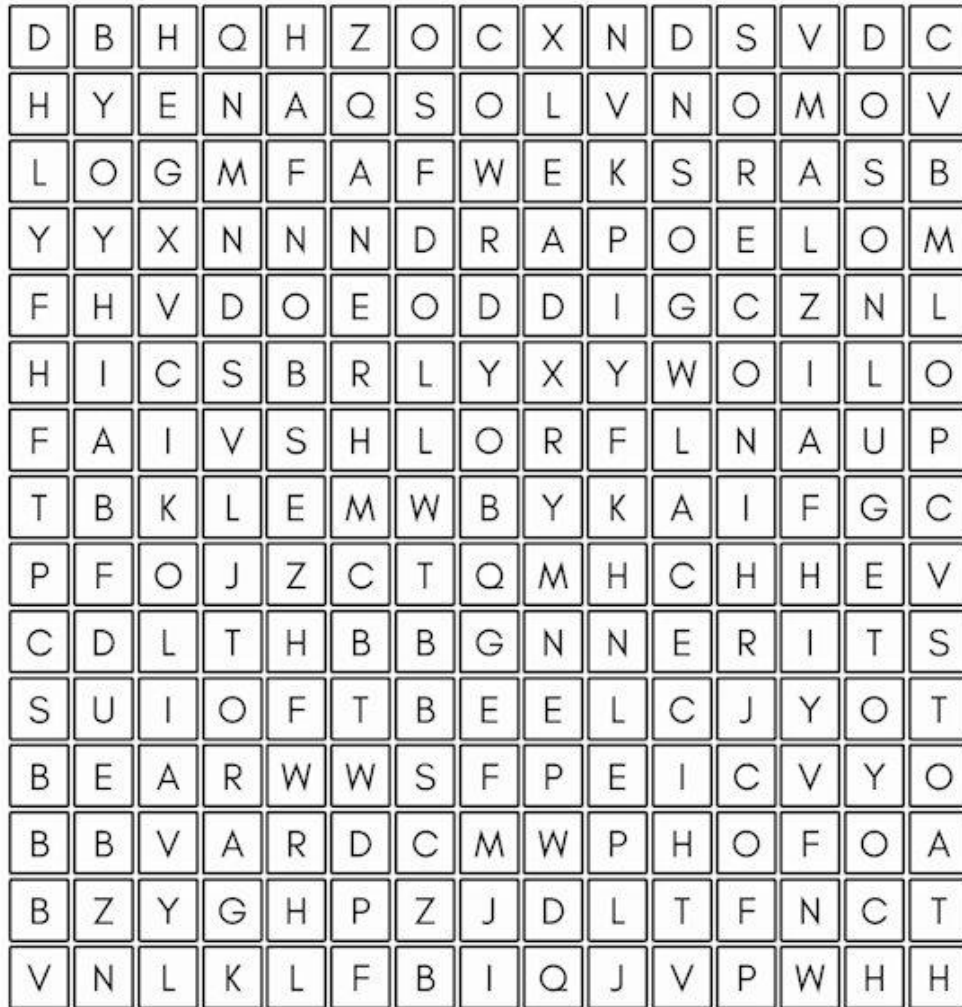 D B H Q H Z O C X N D S V D C
H Y E N A Q S O L V N O M O V
L O G M F A F W E K S R A S B
Y Y X N N N D R A P O E L O M
F H V D O E O D D I G C Z N L
H I C S B R L Y X Y W O I L O
F A I V S H L O R F L N A U P
T B K L E M W B Y K A I F G C
P F O J Z C T Q M H C H H E V
C D L T H B B G N N E R I T S
S U I O F T B E E L C J Y O T
B E A R W W S F P E I C V Y O
B B V A R D C M W P H O F O A
B Z Y G H P Z J D L T F N C T
V N L K L F B I Q J V P W H H